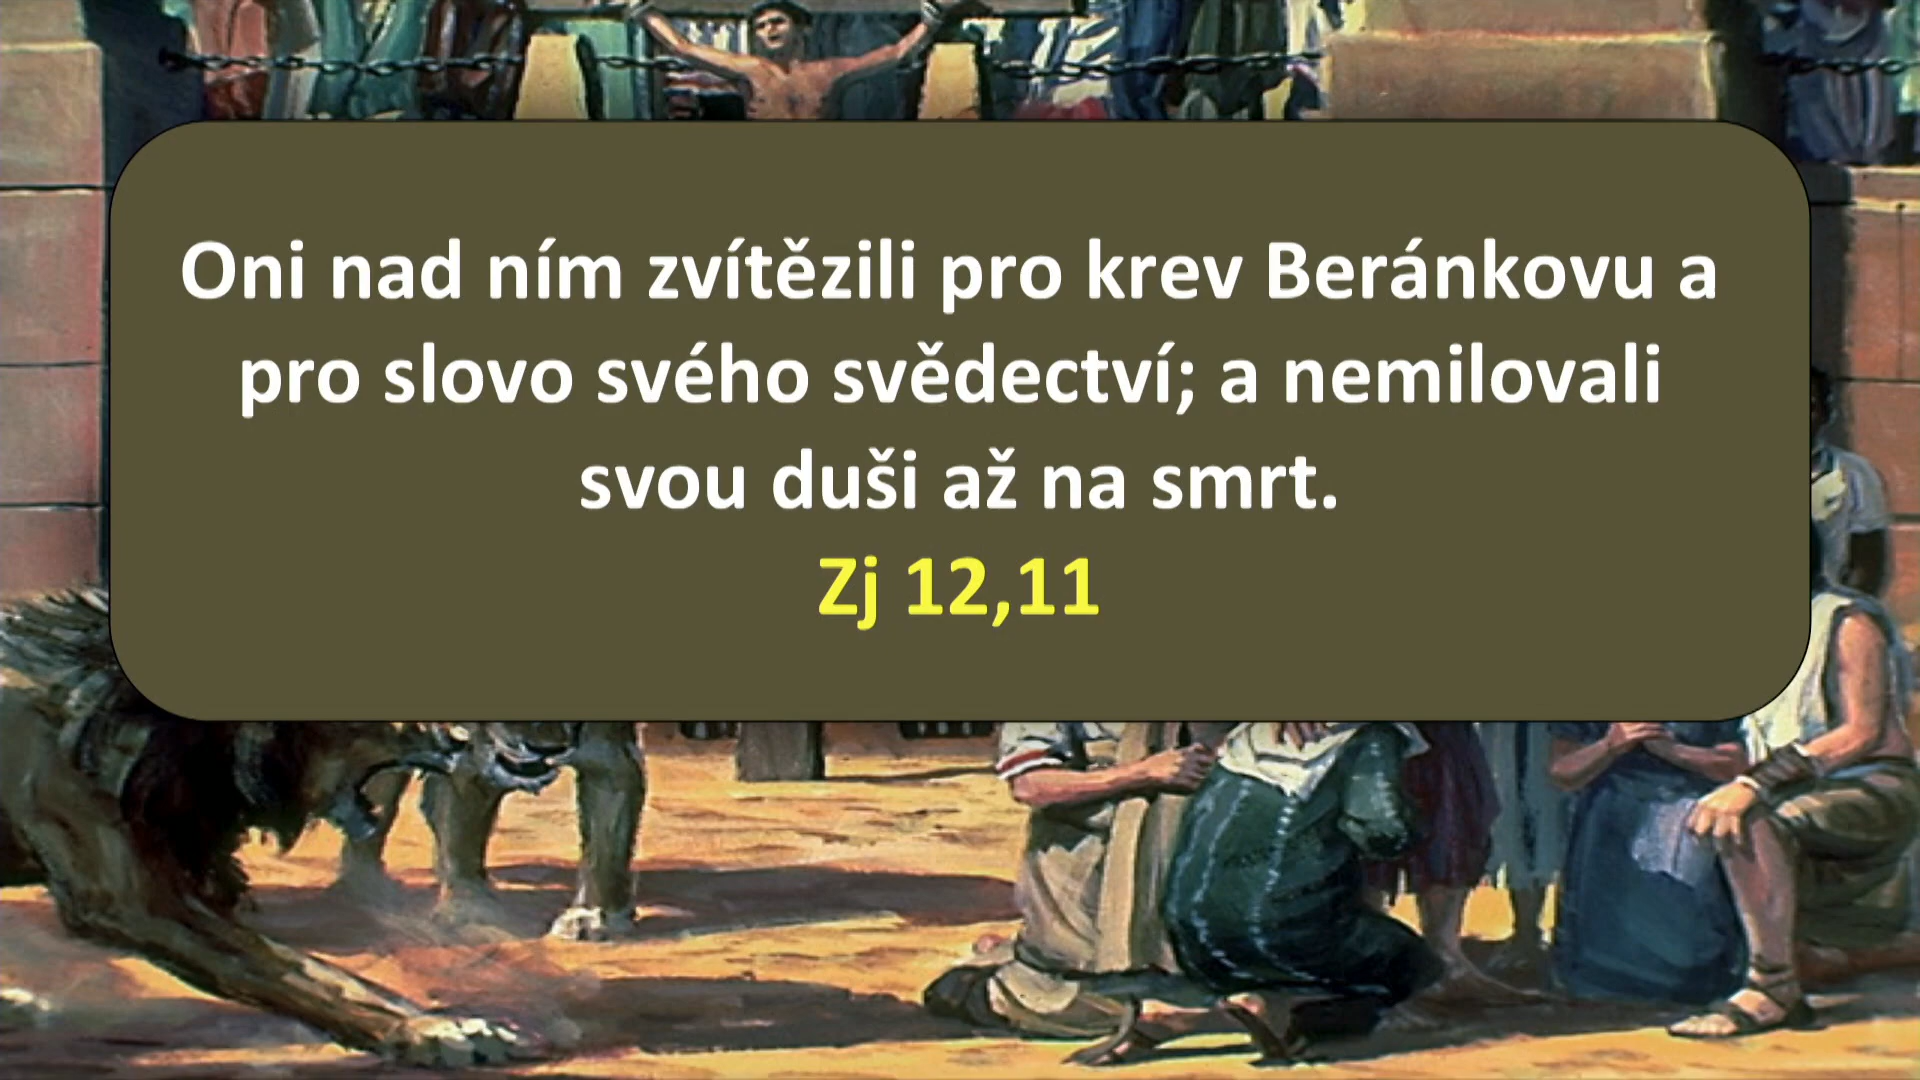 Oni nad ním zvítězili pro krev Beránkovu a
pro slovo svého svědectví; a nemilovali
svou duši až na smrt.
Zj 12,11